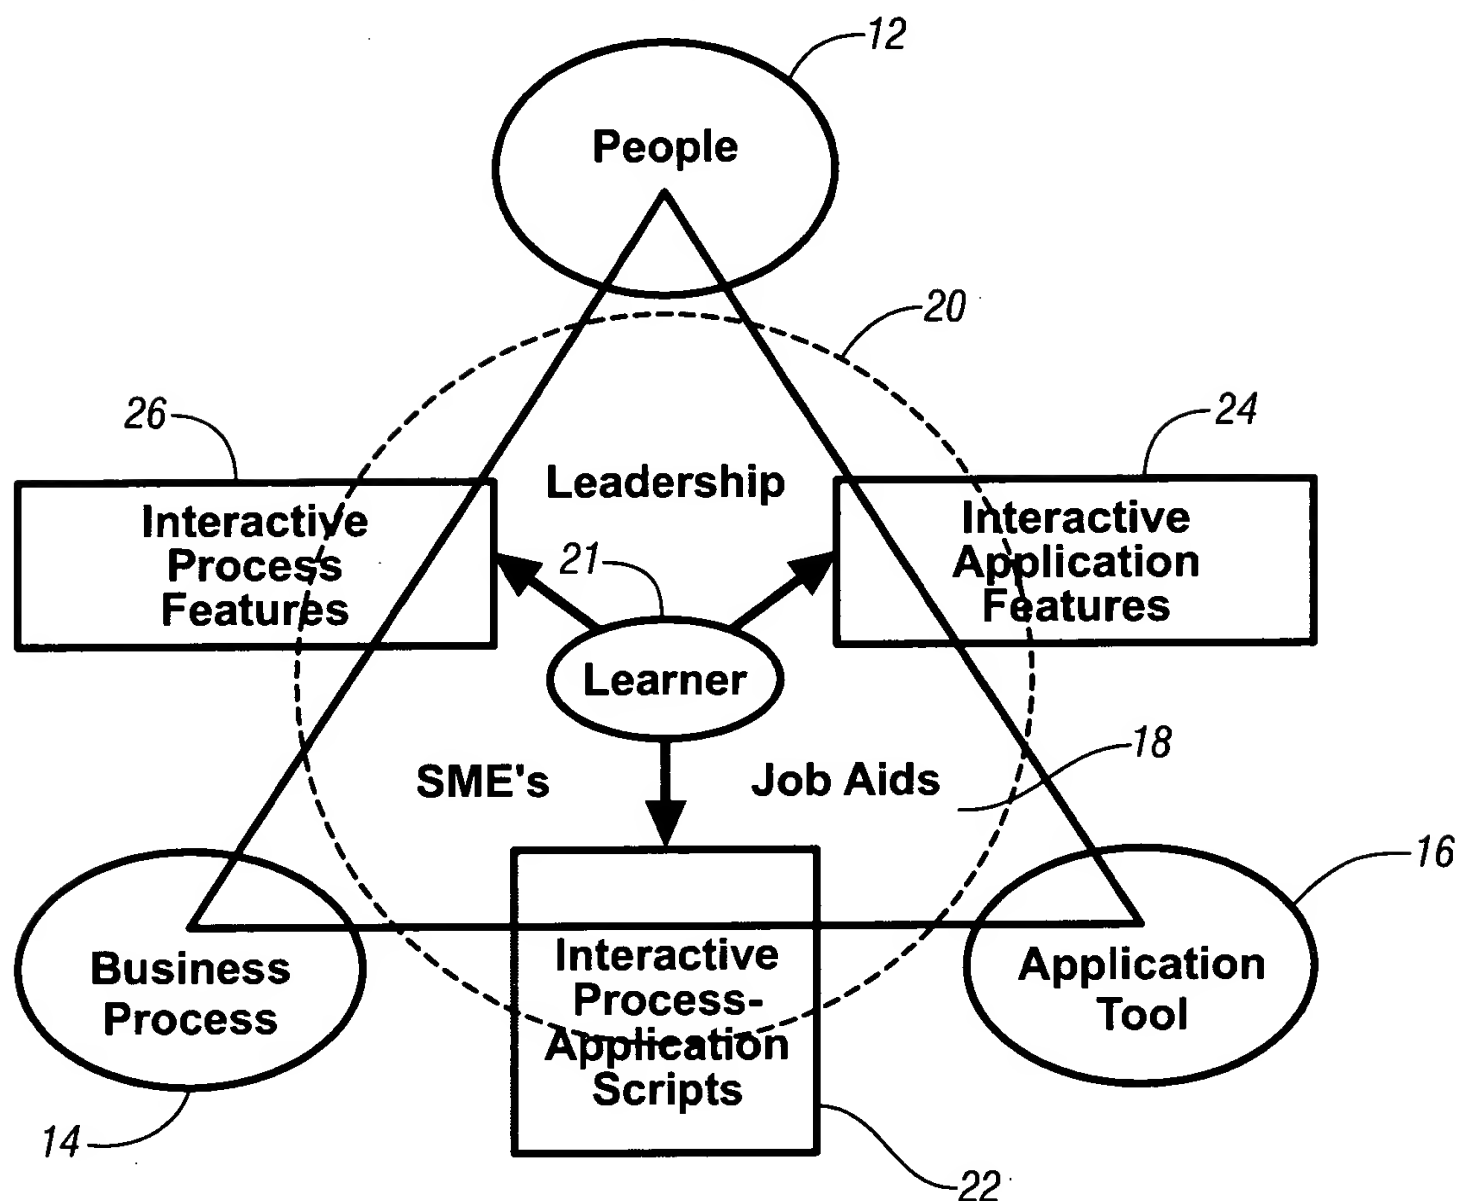 12
People
20
26
24
Leadership
Interactive
Process
Features
Interactive
Application
Features
21
Learner
18
SME's
Job Aids
16
Business
Process
Interactive
Process-
Application
Scripts
Application
Tool
14
22